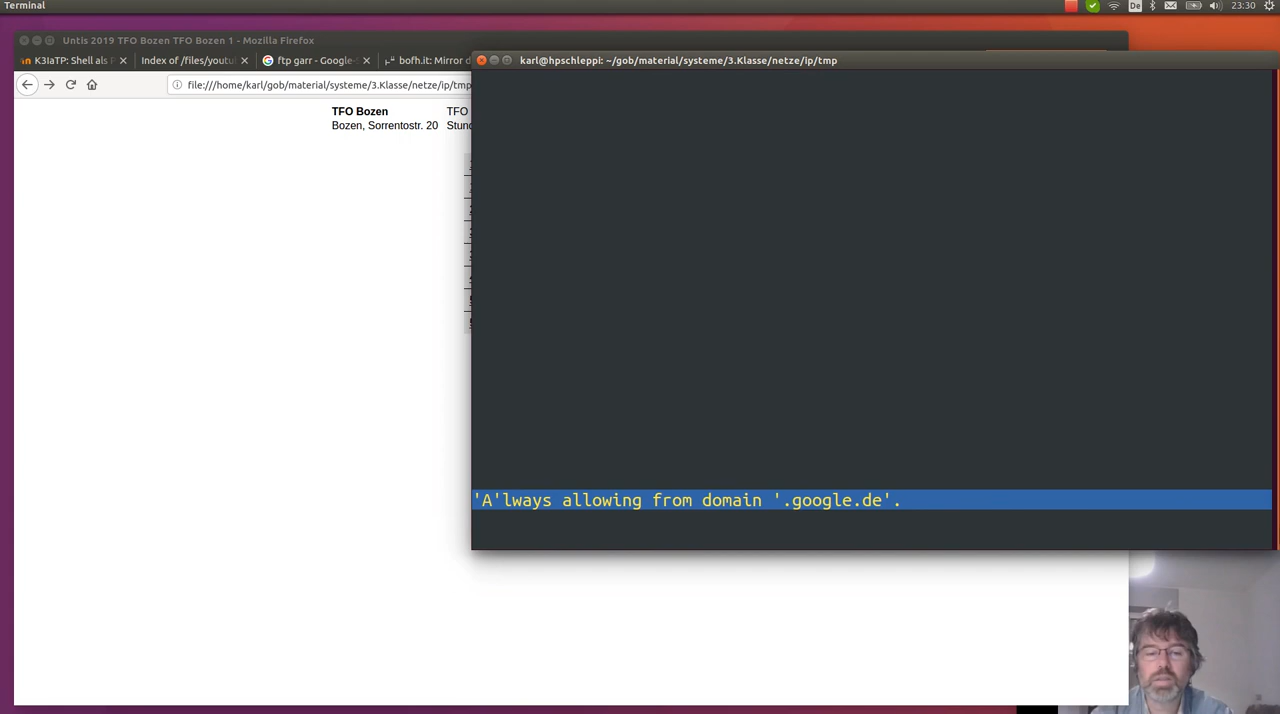 Terminal
De
23:30
Untis 2019 TFO Bozen TFO Bozen 1 - Mozilla Firefox
K3IaTP: Shell als
Index of /files/youtu
ftp garr - Google-
bofh.it: Mirror d
karl@hpschleppi: ~/gob/material/systeme/3.Klasse/netze/ip/tmp
file:///home/karl/gob/material/systeme/3.Klasse/netze/ip/tmp
TFO Bozen
TFO
Bozen, Sorrentostr. 20
Stund
'A'lways allowing from domain '.google.de'.